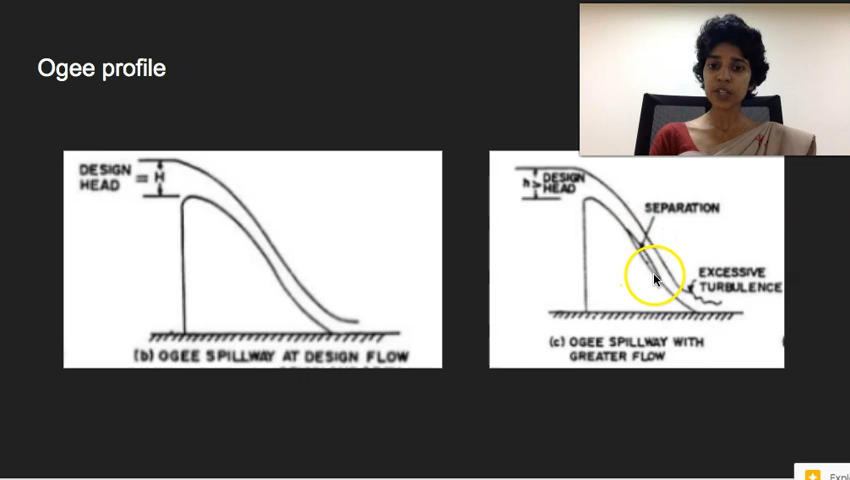 Ogee profile
DESIGN
HEAD = H
(b) OGEE SPILLWAY AT DESIGN FLOW
h > DESIGN
HEAD
SEPARATION
EXCESSIVE
TURBULENCE
(c) OGEE SPILLWAY WITH
GREATER FLOW